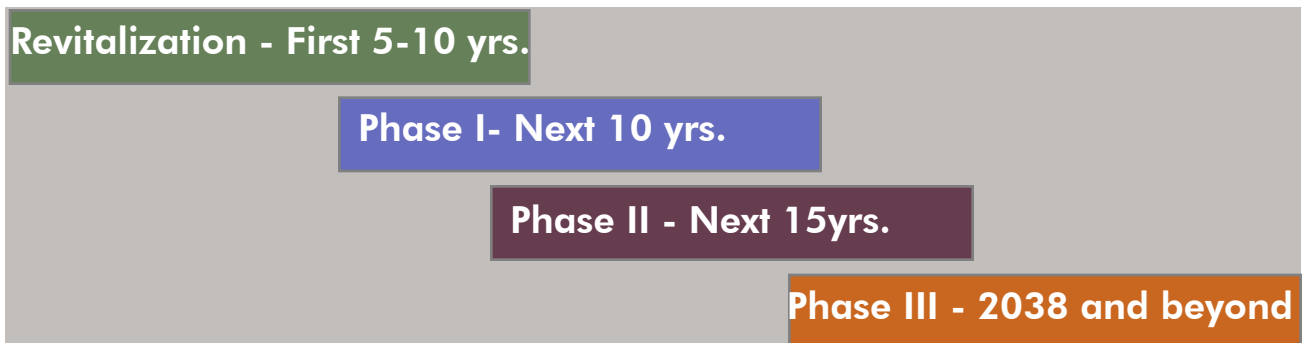 Revitalization - First 5-10 yrs.
Phase I- Next 10 yrs.
Phase II - Next 15yrs.
Phase III - 2038 and beyond